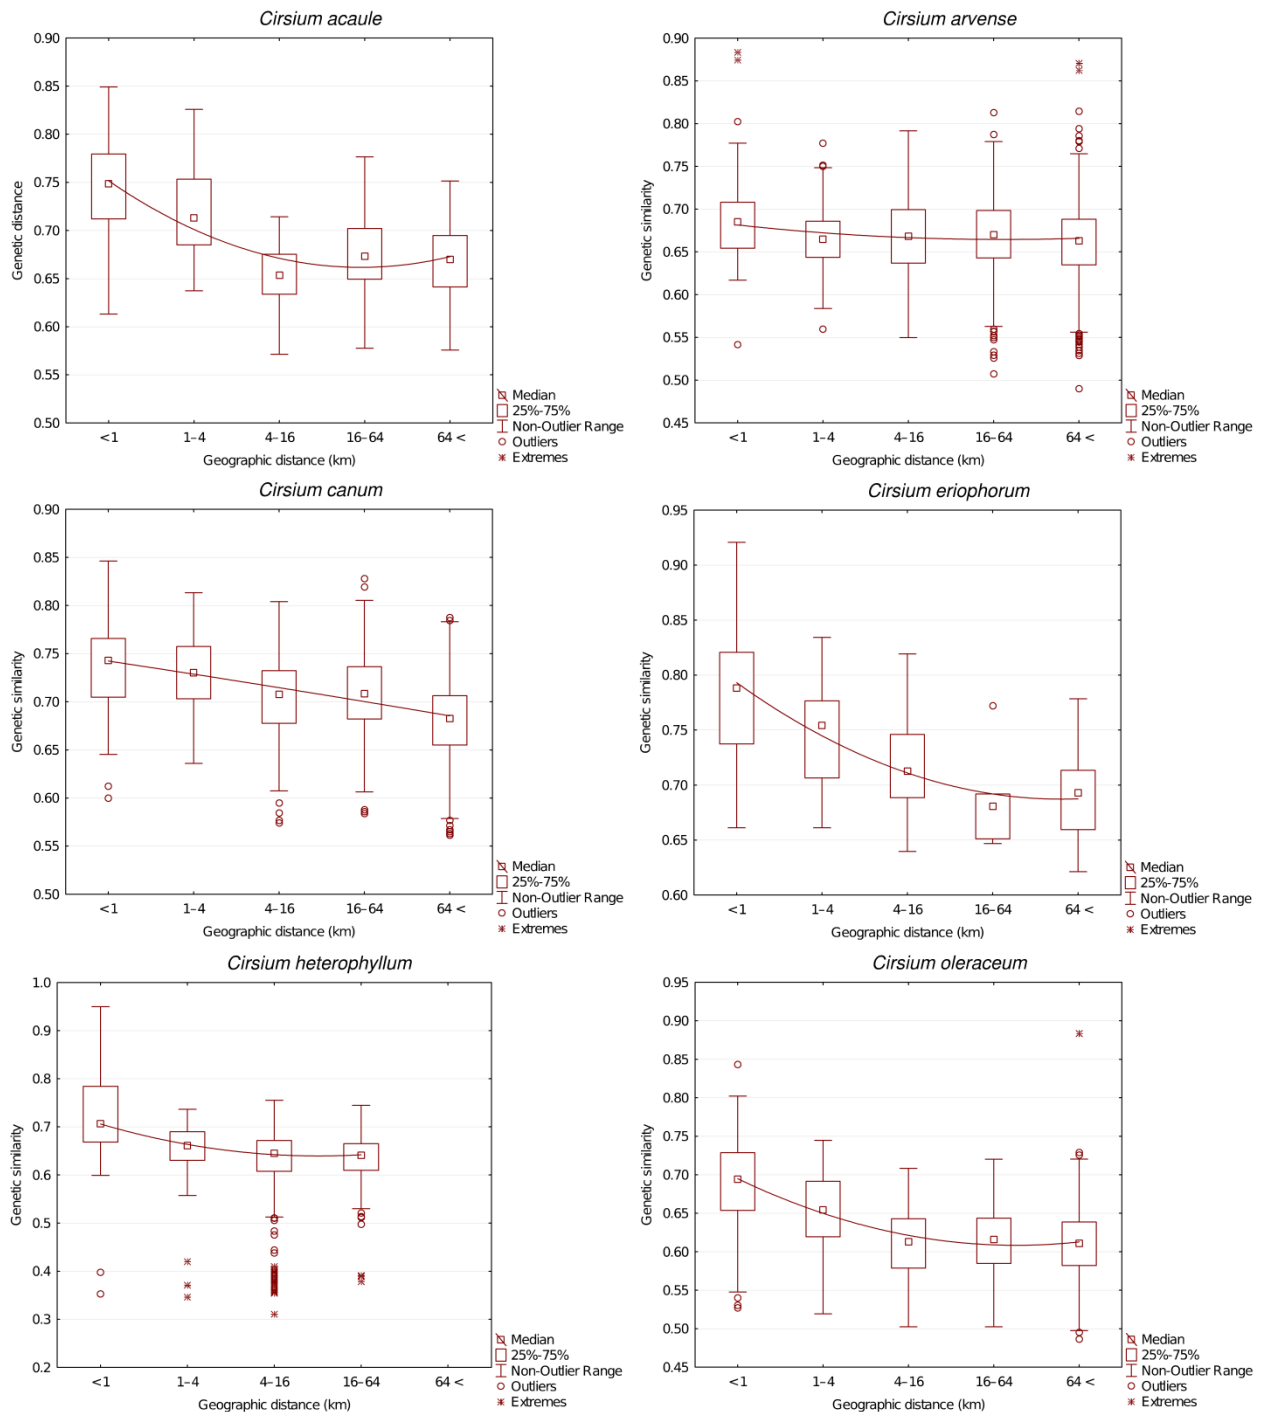 Cirsium acaule
0.90
0.85
0.80
0.75
0.70
0.65
0.60
0.55
0.50
Genetic distance
<1
1–4
4–16
16–64
64 <
Geographic distance (km)
Median
25%-75%
Non-Outlier Range
Outliers
Extremes
Cirsium arvense
0.90
0.85
0.80
0.75
0.70
0.65
0.60
0.55
0.50
0.45
Genetic similarity
<1
1–4
4–16
16–64
64 <
Geographic distance (km)
Median
25%-75%
Non-Outlier Range
Outliers
Extremes
Cirsium canum
0.90
0.85
0.80
0.75
0.70
0.65
0.60
0.55
0.50
Genetic similarity
<1
1–4
4–16
16–64
64 <
Geographic distance (km)
Median
25%-75%
Non-Outlier Range
Outliers
Extremes
Cirsium eriophorum
0.95
0.90
0.85
0.80
0.75
0.70
0.65
0.60
Genetic similarity
<1
1–4
4–16
16–64
64 <
Geographic distance (km)
Median
25%-75%
Non-Outlier Range
Outliers
Extremes
Cirsium heterophyllum
1.0
0.9
0.8
0.7
0.6
0.5
0.4
0.3
0.2
Genetic similarity
<1
1–4
4–16
16–64
64 <
Geographic distance (km)
Median
25%-75%
Non-Outlier Range
Outliers
Extremes
Cirsium oleraceum
0.95
0.90
0.85
0.80
0.75
0.70
0.65
0.60
0.55
0.50
0.45
Genetic similarity
<1
1–4
4–16
16–64
64 <
Geographic distance (km)
Median
25%-75%
Non-Outlier Range
Outliers
Extremes